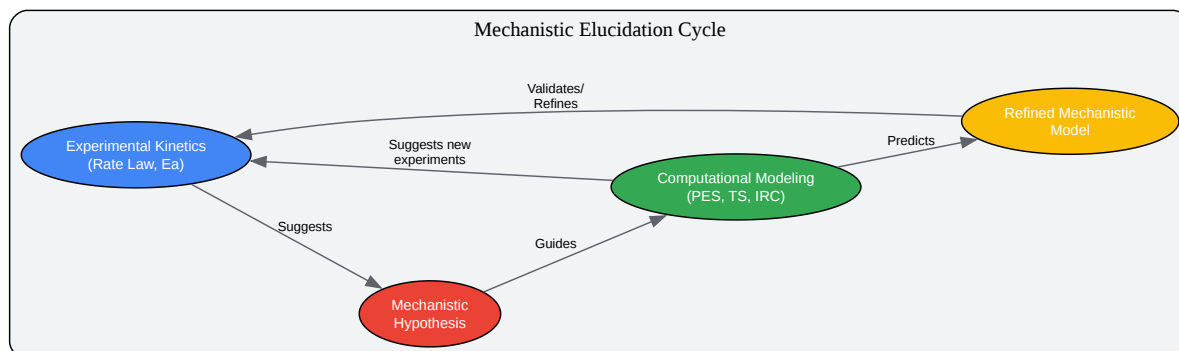 Mechanistic Elucidation Cycle
Validates/
Refines
Refined Mechanistic
Model
Experimental Kinetics
(Rate Law, Ea)
Suggests new
experiments
Predicts
Computational Modeling
(PES, TS, IRC)
Suggests
Guides
Mechanistic
Hypothesis